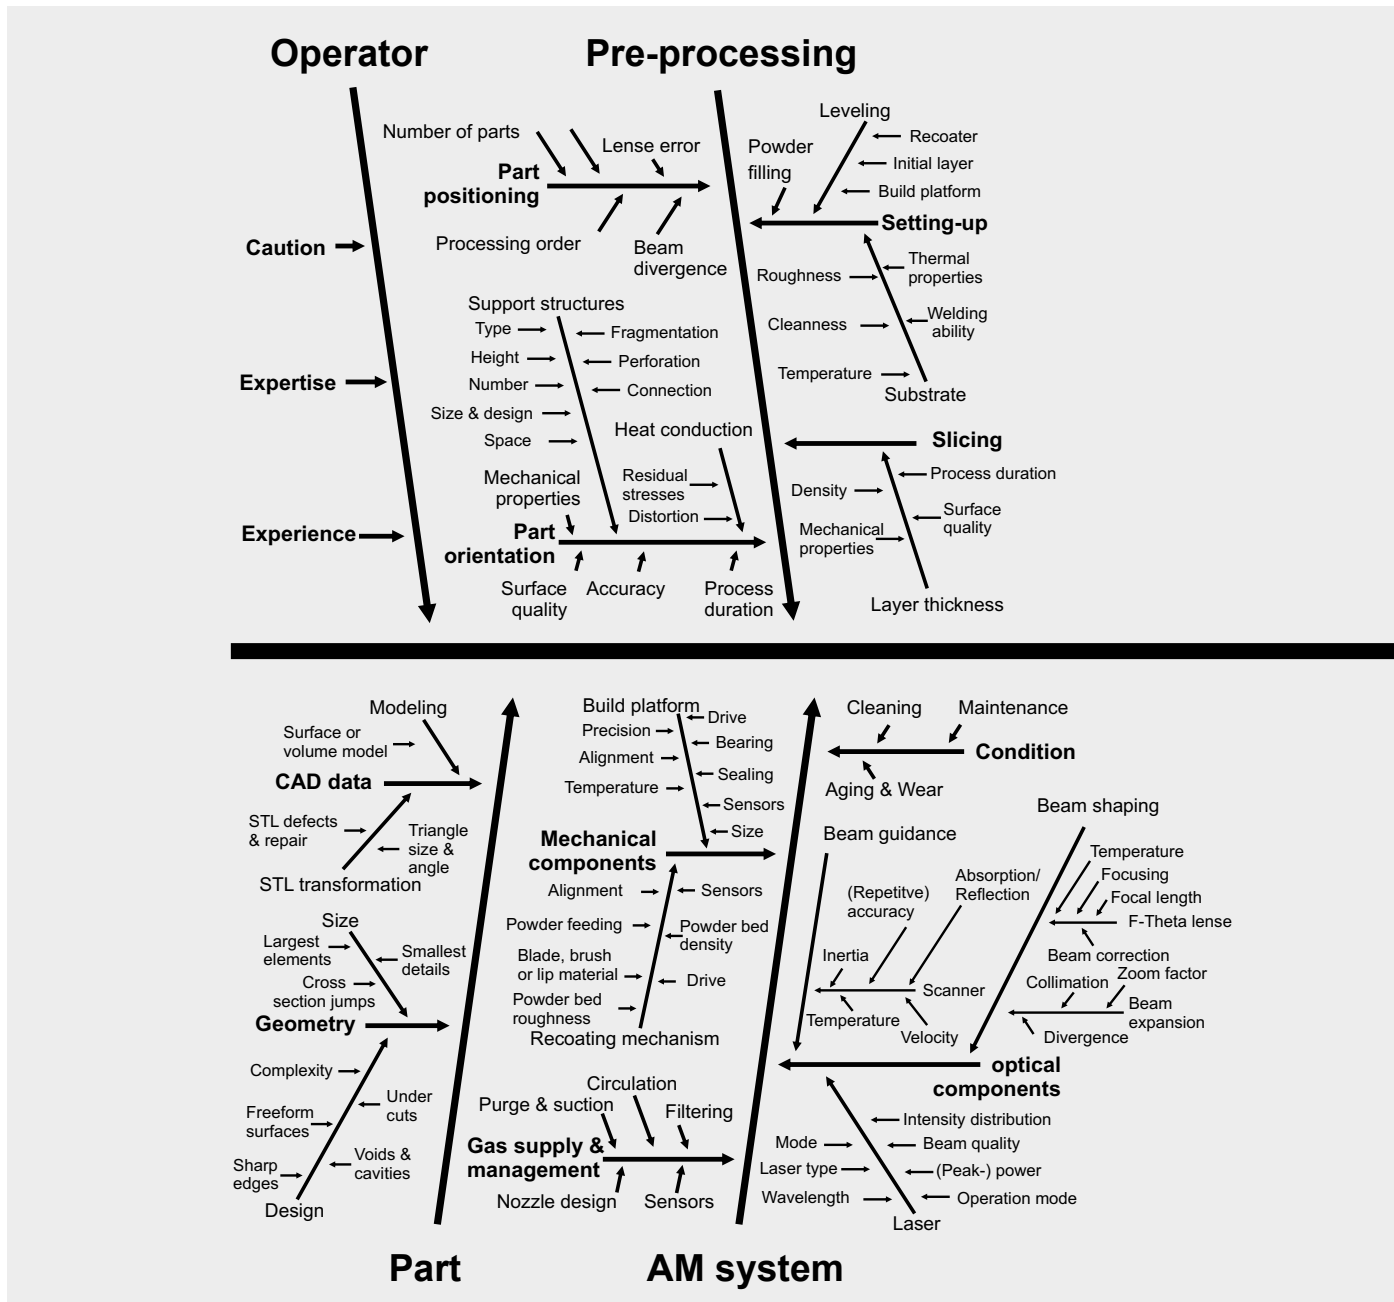 Operator
Pre-processing
Number of parts
Lense error
Part
positioning
Processing order
Beam
divergence
Caution
Expertise
Experience
Support structures
Type
Height
Number
Size & design
Space
Fragmentation
Perforation
Connection
Heat conduction
Residual
stresses
Distortion
Mechanical
properties
Part
orientation
Surface
quality
Accuracy
Process
duration
Leveling
Recoater
Initial layer
Build platform
Powder
filling
Setting-up
Roughness
Cleanness
Temperature
Thermal
properties
Welding
ability
Substrate
Slicing
Process duration
Density
Surface
quality
Mechanical
properties
Layer thickness
Modeling
Surface or
volume model
CAD data
STL defects
& repair
Triangle
size &
angle
STL transformation
Size
Largest
elements
Smallest
details
Cross
section jumps
Geometry
Complexity
Under
cuts
Freeform
surfaces
Voids &
cavities
Sharp
edges
Design
Build platform
Precision
Alignment
Temperature
Drive
Bearing
Sealing
Sensors
Size
Mechanical
components
Alignment
Sensors
Powder feeding
Powder bed
density
Blade, brush
or lip material
Drive
Powder bed
roughness
Recoating mechanism
Circulation
Purge & suction
Filtering
Gas supply &
management
Nozzle design
Sensors
Cleaning
Maintenance
Condition
Aging & Wear
Beam shaping
Beam guidance
Temperature
Focusing
Focal length
F-Theta lense
Beam correction
Absorption/
Reflection
(Repetitve)
accuracy
Inertia
Scanner
Temperature
Velocity
Collimation
Zoom factor
Beam
expansion
Divergence
optical
components
Intensity distribution
Mode
Beam quality
Laser type
(Peak-) power
Wavelength
Operation mode
Laser
Part
AM system